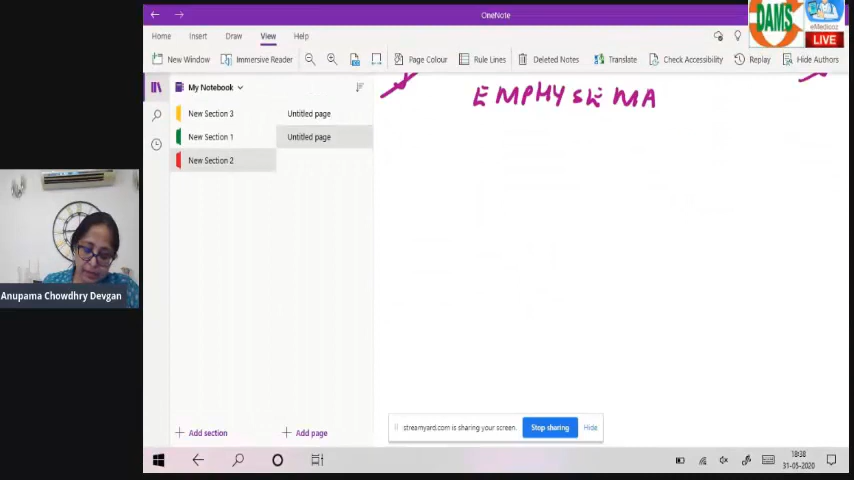 OneNote
DAMS
eMedicoz
LIVE
Home Insert Draw View Help
New Window Immersive Reader Page Colour Rule Lines Deleted Notes Translate Check Accessibility Replay Hide Authors
My Notebook
New Section 3 Untitled page
New Section 1 Untitled page
New Section 2
EMPHYSEMA
Anupama Chowdhry Devgan
streamyard.com is sharing your screen. Stop sharing Hide
+ Add section + Add page
18:38
31-05-2020